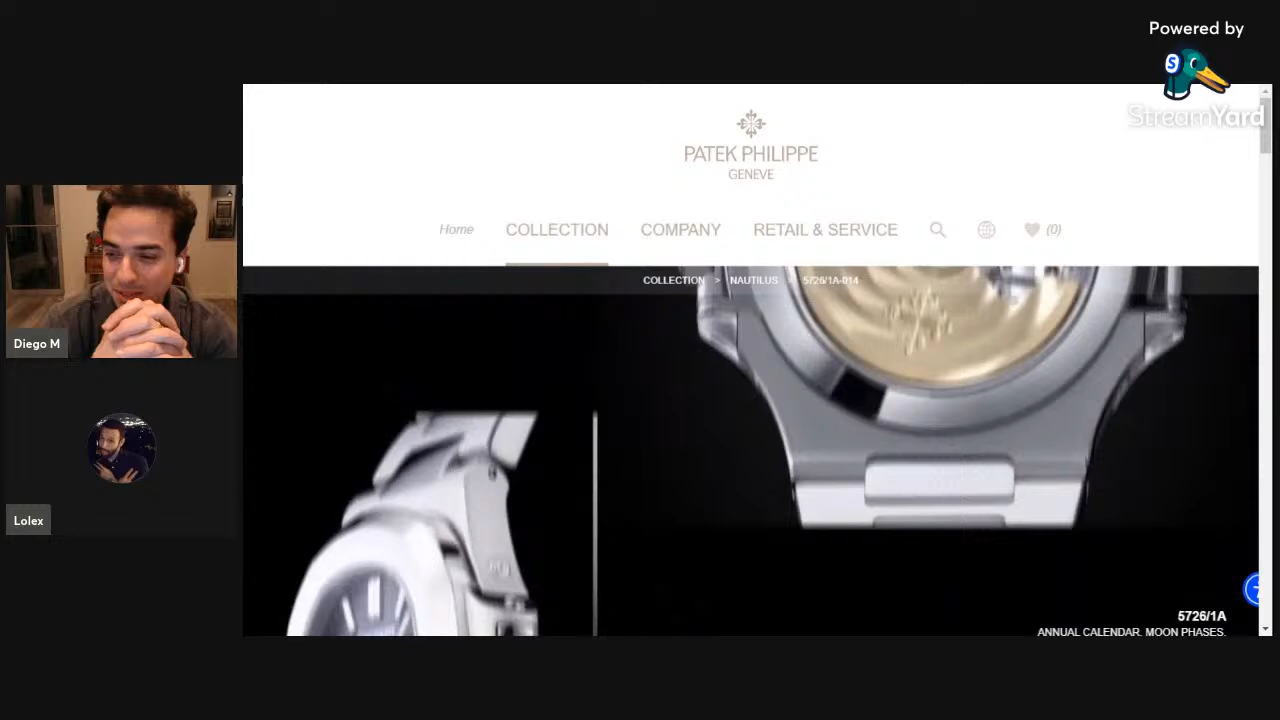 Powered by
S
StreamYard
PATEK PHILIPPE
GENEVE
Home COLLECTION COMPANY RETAIL & SERVICE (0)
COLLECTION > NAUTILUS > 5726/1A-014
Diego M
Lolex
5726/1A
ANNUAL CALENDAR. MOON PHASES.